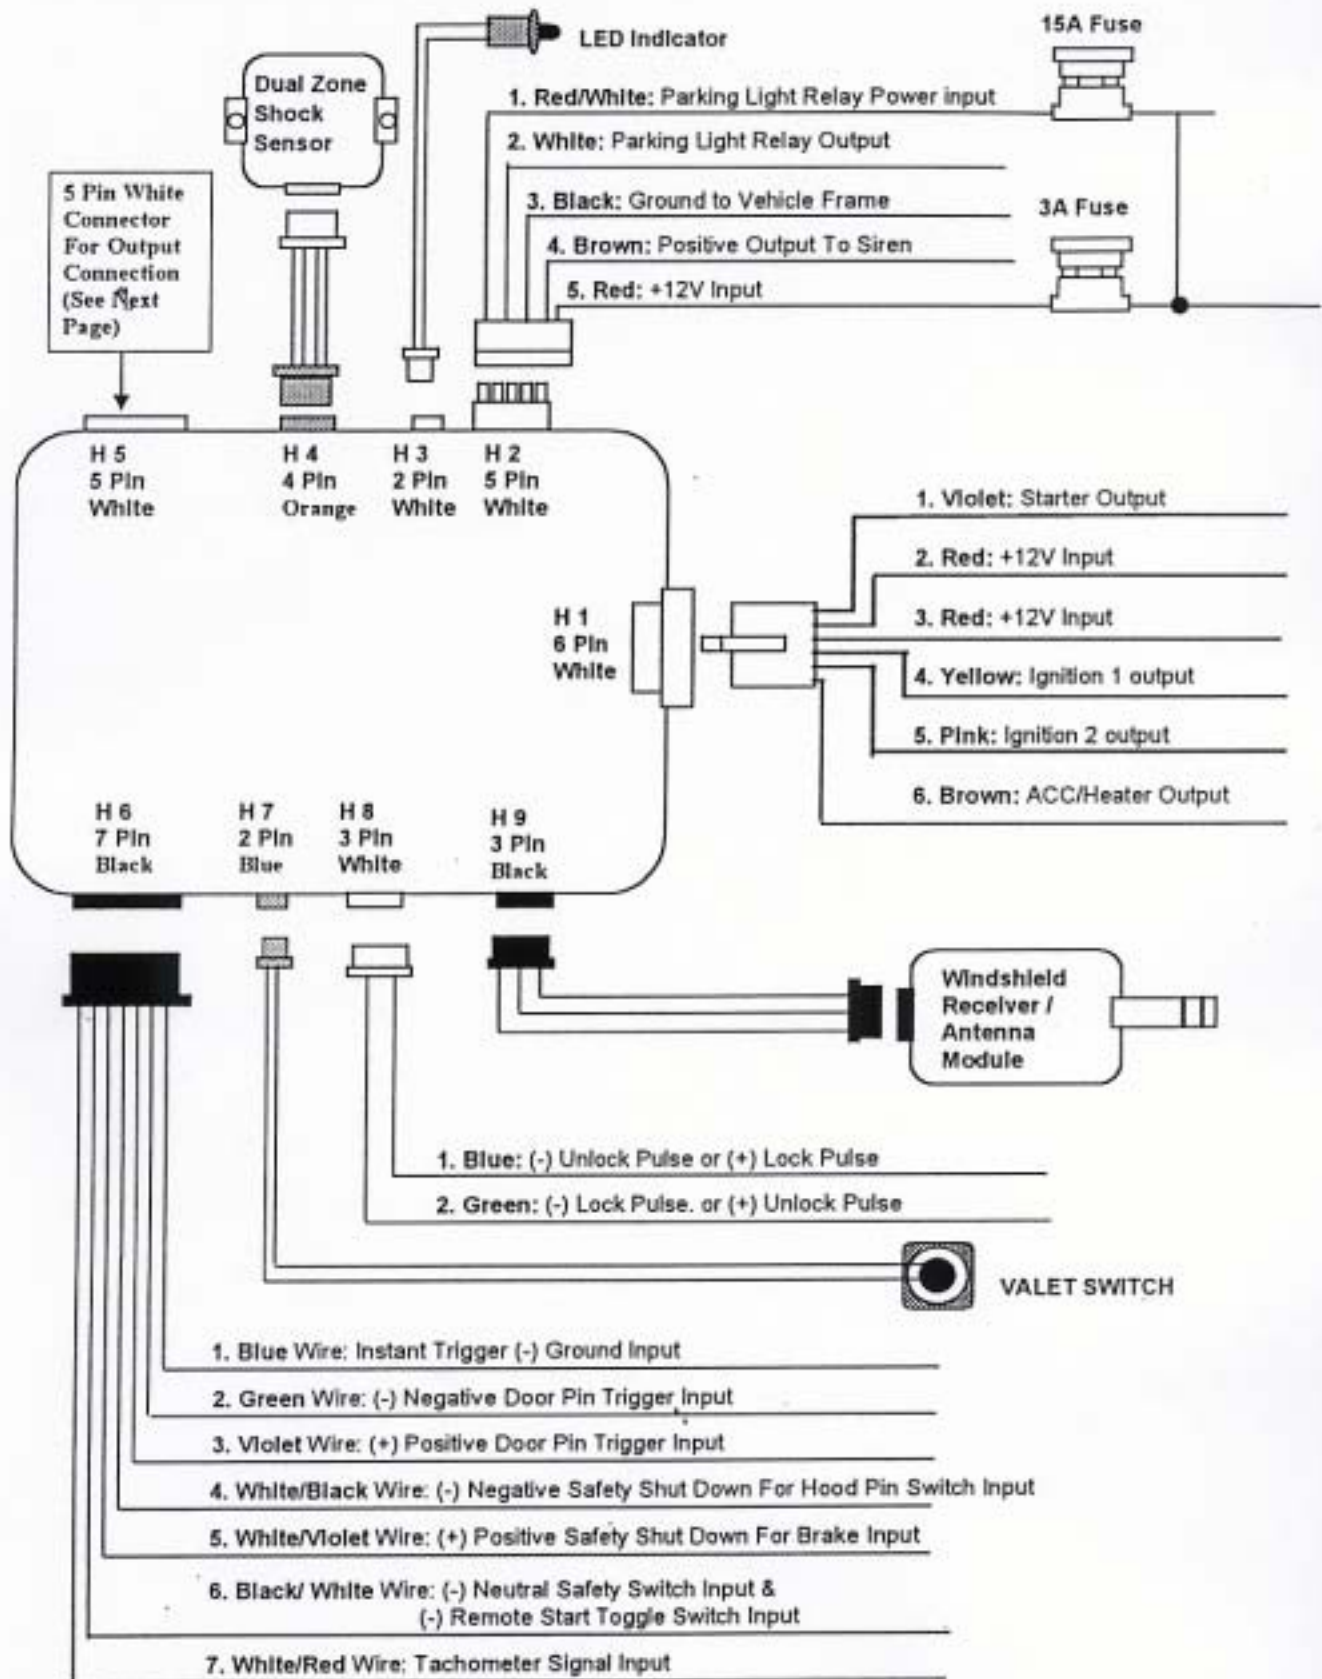 LED Indicator
15A Fuse
Dual Zone
Shock
Sensor
1. Red/White: Parking Light Relay Power input
2. White: Parking Light Relay Output
3. Black: Ground to Vehicle Frame
3A Fuse
4. Brown: Positive Output To Siren
5. Red: +12V Input
5 Pin White
Connector
For Output
Connection
(See Next
Page)
H 5
5 Pin
White
H 4
4 Pin
Orange
H 3
2 Pin
White
H 2
5 Pin
White
H 1
6 Pin
White
1. Violet: Starter Output
2. Red: +12V Input
3. Red: +12V Input
4. Yellow: Ignition 1 output
5. Pink: Ignition 2 output
6. Brown: ACC/Heater Output
H 6
7 Pin
Black
H 7
2 Pin
Blue
H 8
3 Pin
White
H 9
3 Pin
Black
Windshield
Receiver /
Antenna
Module
1. Blue: (-) Unlock Pulse or (+) Lock Pulse
2. Green: (-) Lock Pulse. or (+) Unlock Pulse
VALET SWITCH
1. Blue Wire: Instant Trigger (-) Ground Input
2. Green Wire: (-) Negative Door Pin Trigger Input
3. Violet Wire: (+) Positive Door Pin Trigger Input
4. White/Black Wire: (-) Negative Safety Shut Down For Hood Pin Switch Input
5. White/Violet Wire: (+) Positive Safety Shut Down For Brake Input
6. Black/ White Wire: (-) Neutral Safety Switch Input &
(-) Remote Start Toggle Switch Input
7. White/Red Wire: Tachometer Signal Input